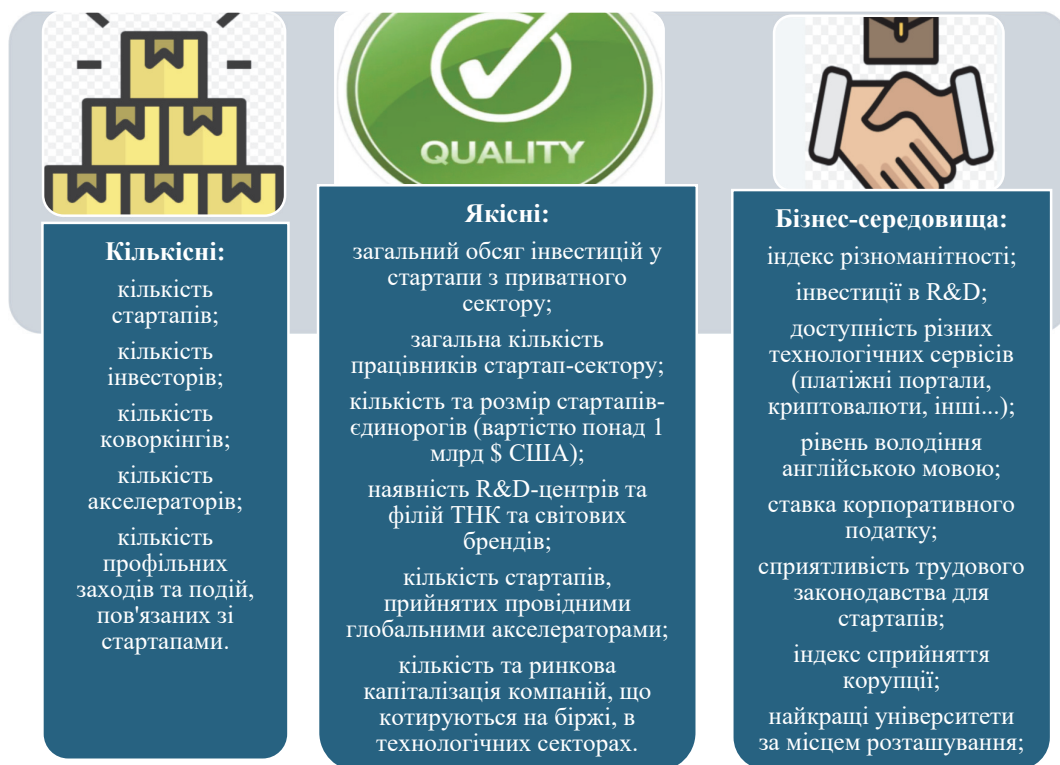 QUALITY
Кількісні:
кількість
стартапів;
кількість
інвесторів;
кількість
коворкінгів;
кількість
акселераторів;
кількість
профільних
заходів та подій,
пов'язаних зі
стартапами.
Якісні:
загальний обсяг інвестицій у
стартапи з приватного
сектору;
загальна кількість
працівників стартап-сектору;
кількість та розмір стартапів-
єдинорогів (вартістю понад 1
млрд $ США);
наявність R&D-центрів та
філій ТНК та світових
брендів;
кількість стартапів,
прийнятих провідними
глобальними акселераторами;
кількість та ринкова
капіталізація компаній, що
котируються на біржі, в
технологічних секторах.
Бізнес-середовища:
індекс різноманітності;
інвестиції в R&D;
доступність різних
технологічних сервісів
(платіжні портали,
криптовалюти, інші...);
рівень володіння
англійською мовою;
ставка корпоративного
податку;
сприятливість трудового
законодавства для
стартапів;
індекс сприйняття
корупції;
найкращі університети
за місцем розташування;